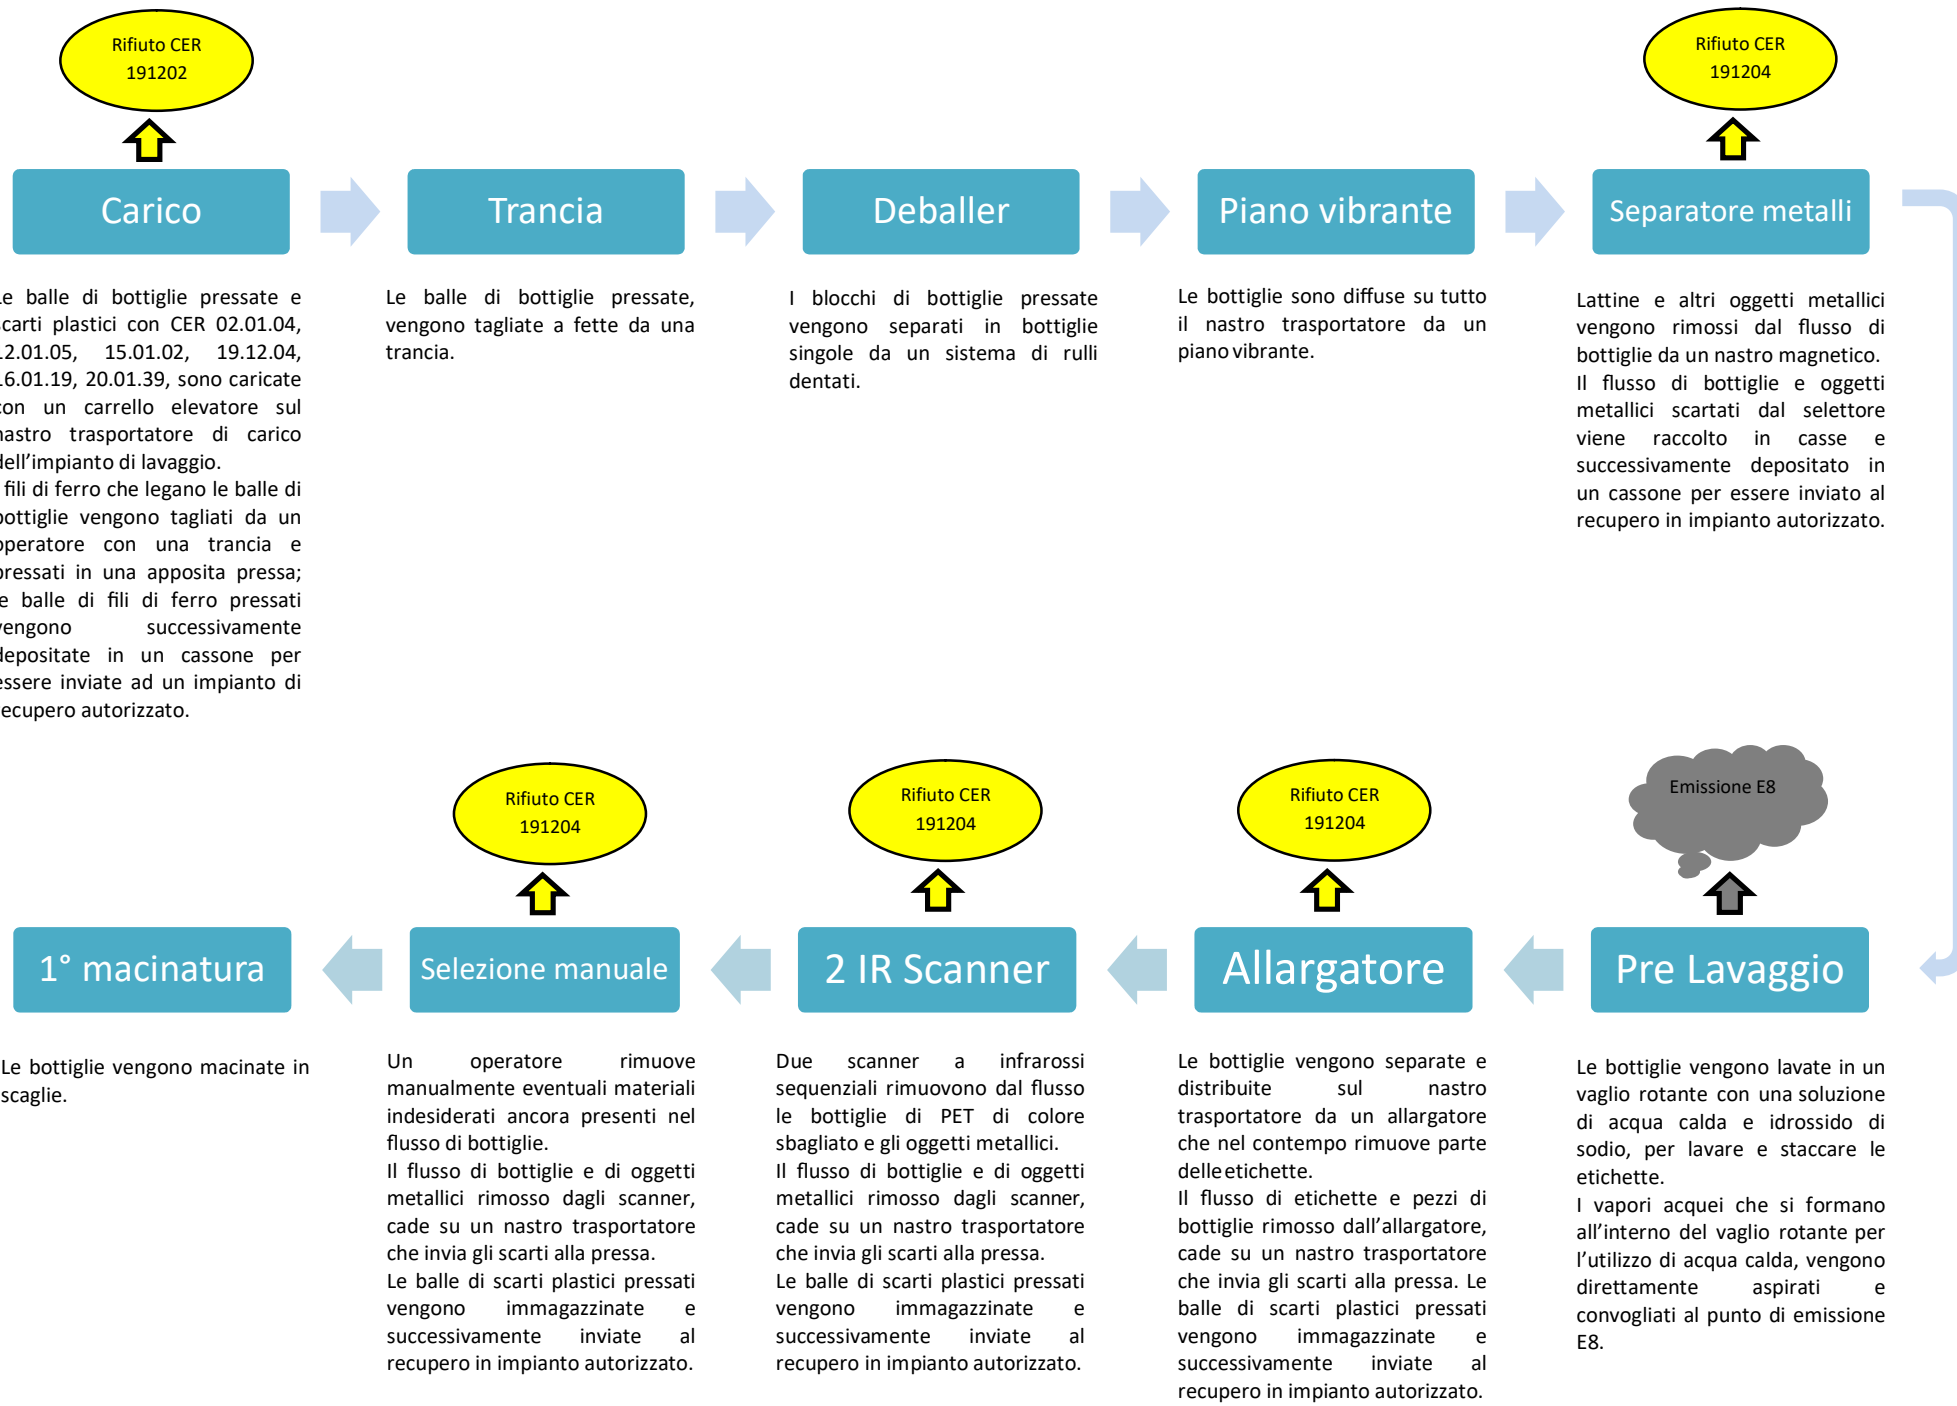 Rifiuto CER
191202
Carico
Le balle di bottiglie pressate e
scarti plastici con CER 02.01.04,
12.01.05, 15.01.02, 19.12.04,
16.01.19, 20.01.39, sono caricate
con un carrello elevatore sul
nastro trasportatore di carico
dell'impianto di lavaggio.
fili di ferro che legano le balle di
bottiglie vengono tagliati da un
operatore con una trancia e
pressati in una apposita pressa;
le balle di fili di ferro pressati
vengono successivamente
depositate in un cassone per
essere inviate ad un impianto di
recupero autorizzato.
Trancia
Le balle di bottiglie pressate,
vengono tagliate a fette da una
trancia.
Deballer
I blocchi di bottiglie pressate
vengono separati in bottiglie
singole da un sistema di rulli
dentati.
Piano vibrante
Le bottiglie sono diffuse su tutto
il nastro trasportatore da un
piano vibrante.
Rifiuto CER
191204
Separatore metalli
Lattine e altri oggetti metallici
vengono rimossi dal flusso di
bottiglie da un nastro magnetico.
Il flusso di bottiglie e oggetti
metallici scartati dal selettore
viene raccolto in casse e
successivamente depositato in
un cassone per essere inviato al
recupero in impianto autorizzato.
1° macinatura
Le bottiglie vengono macinate in
scaglie.
Rifiuto CER
191204
Selezione manuale
Un operatore rimuove
manualmente eventuali materiali
indesiderati ancora presenti nel
flusso di bottiglie.
Il flusso di bottiglie e di oggetti
metallici rimosso dagli scanner,
cade su un nastro trasportatore
che invia gli scarti alla pressa.
Le balle di scarti plastici pressati
vengono immagazzinate e
successivamente inviate al
recupero in impianto autorizzato.
Rifiuto CER
191204
2 IR Scanner
Due scanner a infrarossi
sequenziali rimuovono dal flusso
le bottiglie di PET di colore
sbagliato e gli oggetti metallici.
Il flusso di bottiglie e di oggetti
metallici rimosso dagli scanner,
cade su un nastro trasportatore
che invia gli scarti alla pressa.
Le balle di scarti plastici pressati
vengono immagazzinate e
successivamente inviate al
recupero in impianto autorizzato.
Rifiuto CER
191204
Allargatore
Le bottiglie vengono separate e
distribuite sul nastro
trasportatore da un allargatore
che nel contempo rimuove parte
delle etichette.
Il flusso di etichette e pezzi di
bottiglie rimosso dall'allargatore,
cade su un nastro trasportatore
che invia gli scarti alla pressa. Le
balle di scarti plastici pressati
vengono immagazzinate e
successivamente inviate al
recupero in impianto autorizzato.
Emissione E8
Pre Lavaggio
Le bottiglie vengono lavate in un
vaglio rotante con una soluzione
di acqua calda e idrossido di
sodio, per lavare e staccare le
etichette.
I vapori acquei che si formano
all'interno del vaglio rotante per
l'utilizzo di acqua calda, vengono
direttamente aspirati e
convogliati al punto di emissione
E8.